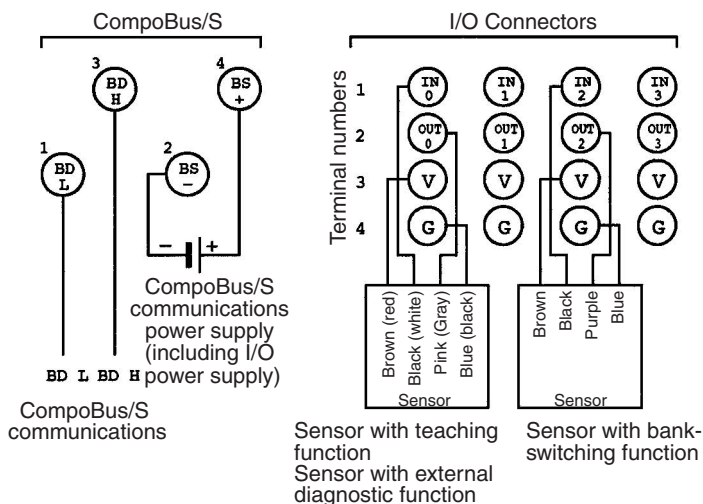 CompoBus/S
I/O Connectors
3
BD
H
4
BS
+
1
BD
L
2
BS
–
– +
CompoBus/S
communications
power supply
(including I/O
power supply)
BD L BD H
CompoBus/S
communications
Terminal numbers
1
2
3
4
IN
0
IN
1
IN
2
IN
3
OUT
0
OUT
1
OUT
2
OUT
3
V
V
V
V
G
G
G
G
Brown (red)
Black (white)
Pink (Gray)
Blue (black)
Sensor
Brown
Black
Purple
Blue
Sensor
Sensor with teaching
function
Sensor with external
diagnostic function
Sensor with bank-
switching function